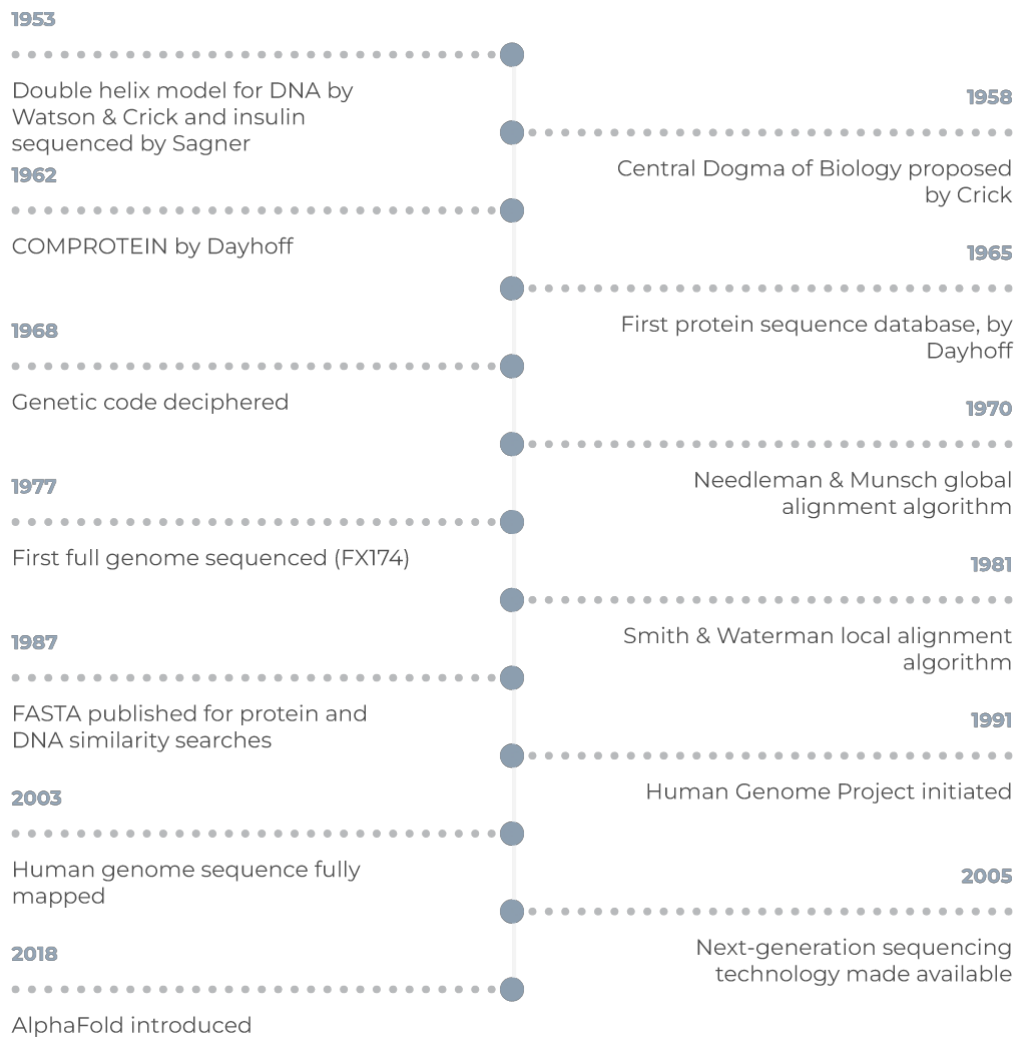 1953
Double helix model for DNA by
Watson & Crick and insulin
sequenced by Sagner
1958
Central Dogma of Biology proposed
by Crick
1962
COMPROTEIN by Dayhoff
1965
First protein sequence database, by
Dayhoff
1968
Genetic code deciphered
1970
Needleman & Munsch global
alignment algorithm
1977
First full genome sequenced (FX174)
1981
Smith & Waterman local alignment
algorithm
1987
FASTA published for protein and
DNA similarity searches
1991
Human Genome Project initiated
2003
Human genome sequence fully
mapped
2005
Next-generation sequencing
technology made available
2018
AlphaFold introduced